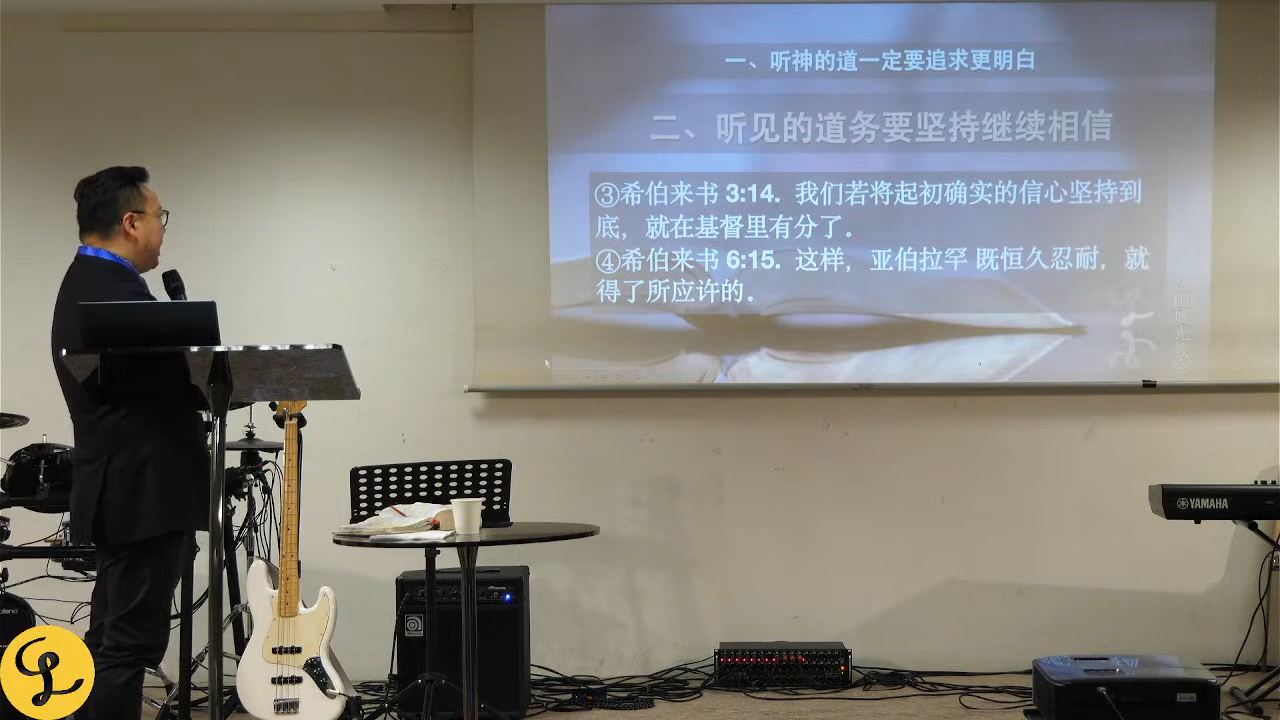 一、听神的道一定要追求更明白
二、听见的道务要坚持继续相信
③希伯来书 3:14. 我们若将起初确实的信心坚持到
底，就在基督里有分了。
④希伯来书 6:15. 这样，亚伯拉罕 既恒久忍耐，就
得了所应许的。
YAMAHA